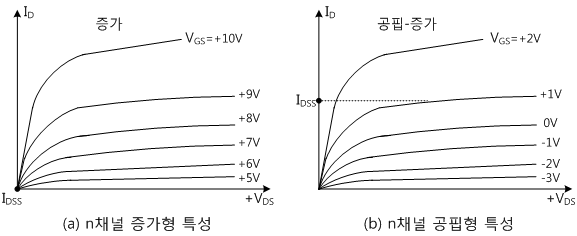 I_D
증가
V_GS=+10V
+9V
+8V
+7V
+6V
+5V
I_DSS
+V_DS
(a) n채널 증가형 특성
I_D
공핍-증가
V_GS=+2V
I_DSS
+1V
0V
-1V
-2V
-3V
+V_DS
(b) n채널 공핍형 특성